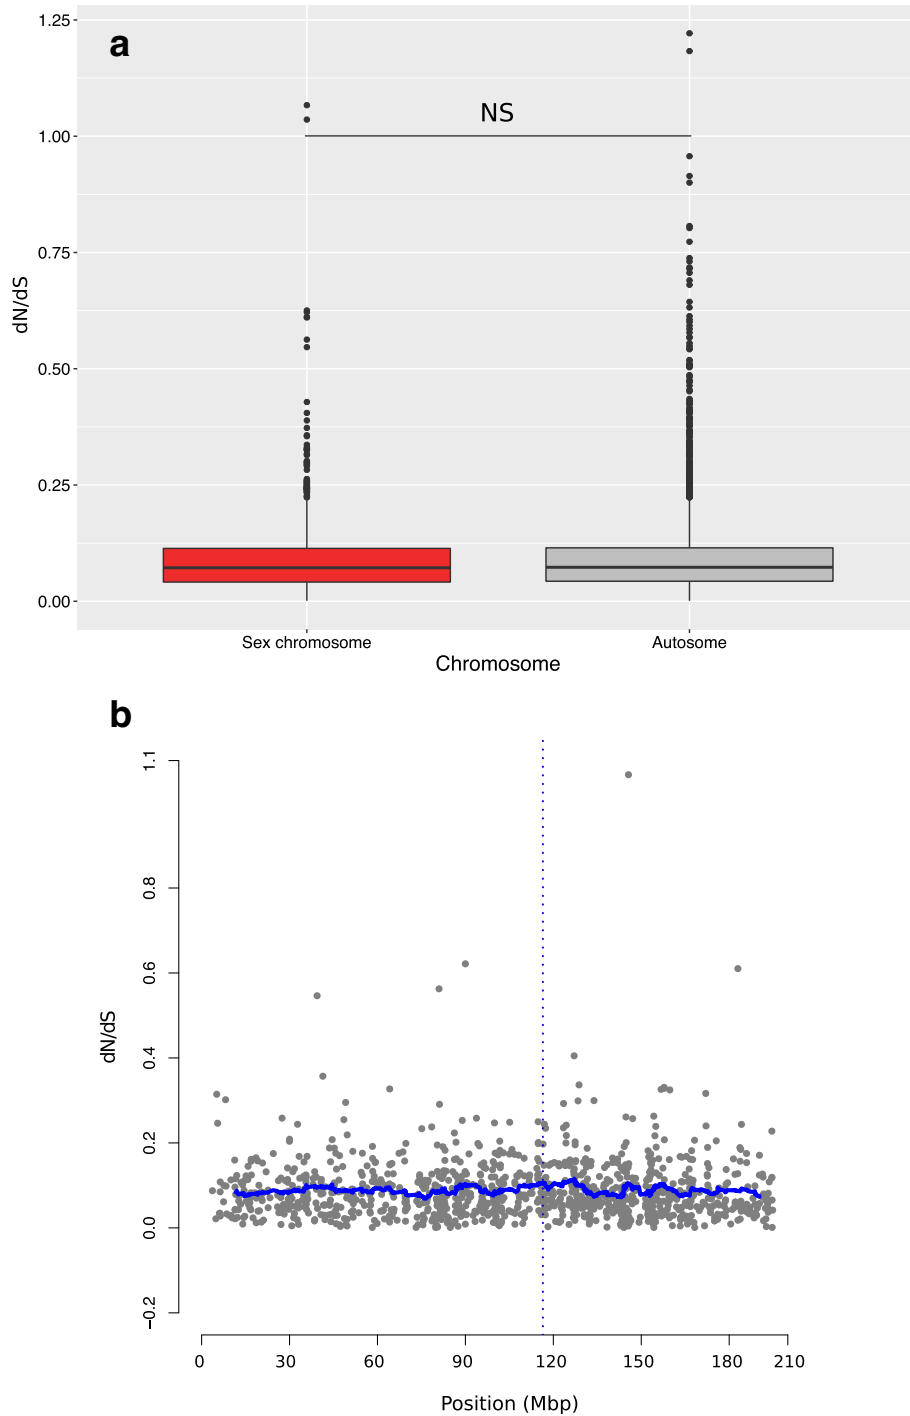 a
1.25
1.00
0.75
0.50
0.25
0.00
dN/dS
NS
Sex chromosome
Autosome
Chromosome
b
1.1
0.8
0.6
0.4
0.2
0.0
−0.2
dN/dS
0 30 60 90 120 150 180 210
Position (Mbp)